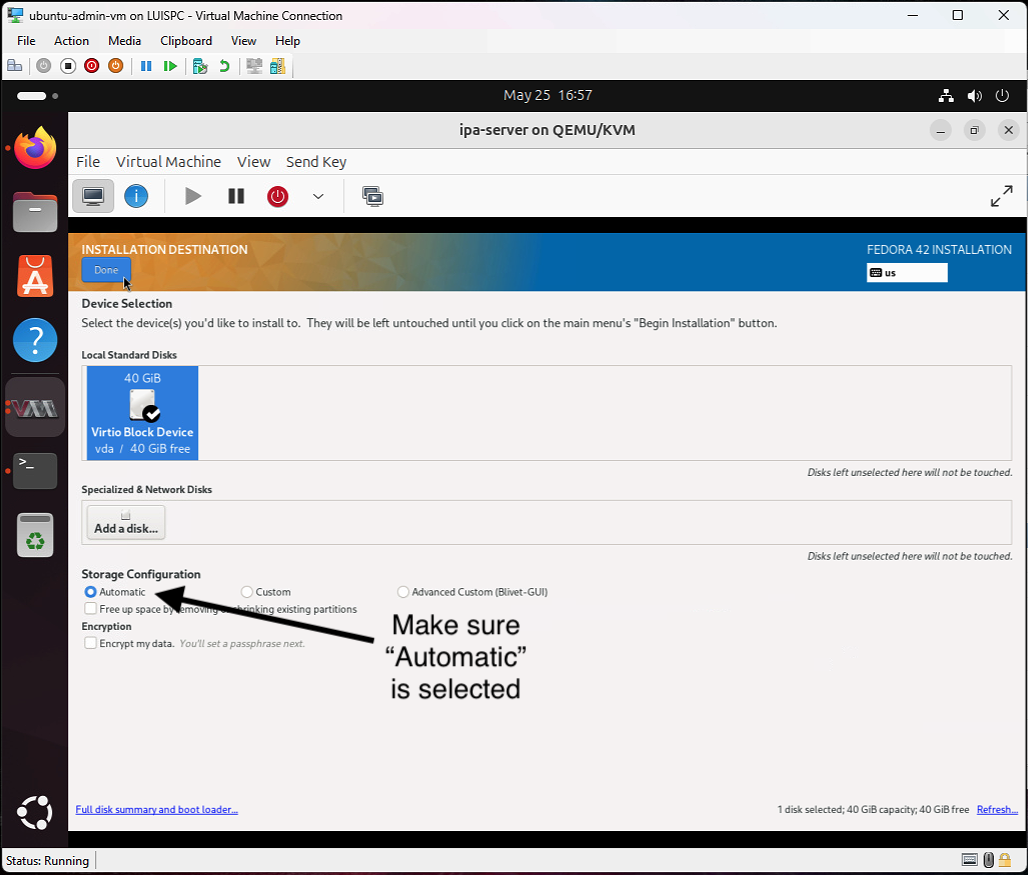 ubuntu-admin-vm on LUISPC - Virtual Machine Connection
File Action Media Clipboard View Help
May 25 16:57
ipa-server on QEMU/KVM
File Virtual Machine View Send Key
INSTALLATION DESTINATION
FEDORA 42 INSTALLATION
Done
us
Device Selection
Select the device(s) you'd like to install to. They will be left untouched until you click on the main menu's "Begin Installation" button.
Local Standard Disks
40 GiB
Virtio Block Device
vda / 40 GiB free
Disks left unselected here will not be touched.
Specialized & Network Disks
Add a disk...
Disks left unselected here will not be touched.
Storage Configuration
Automatic Custom Advanced Custom (Blivet-GUI)
Free up space by removing or shrinking existing partitions
Encryption
Encrypt my data. You'll set a passphrase next.
Make sure
“Automatic”
is selected
Full disk summary and boot loader...
1 disk selected; 40 GiB capacity; 40 GiB free Refresh...
Status: Running